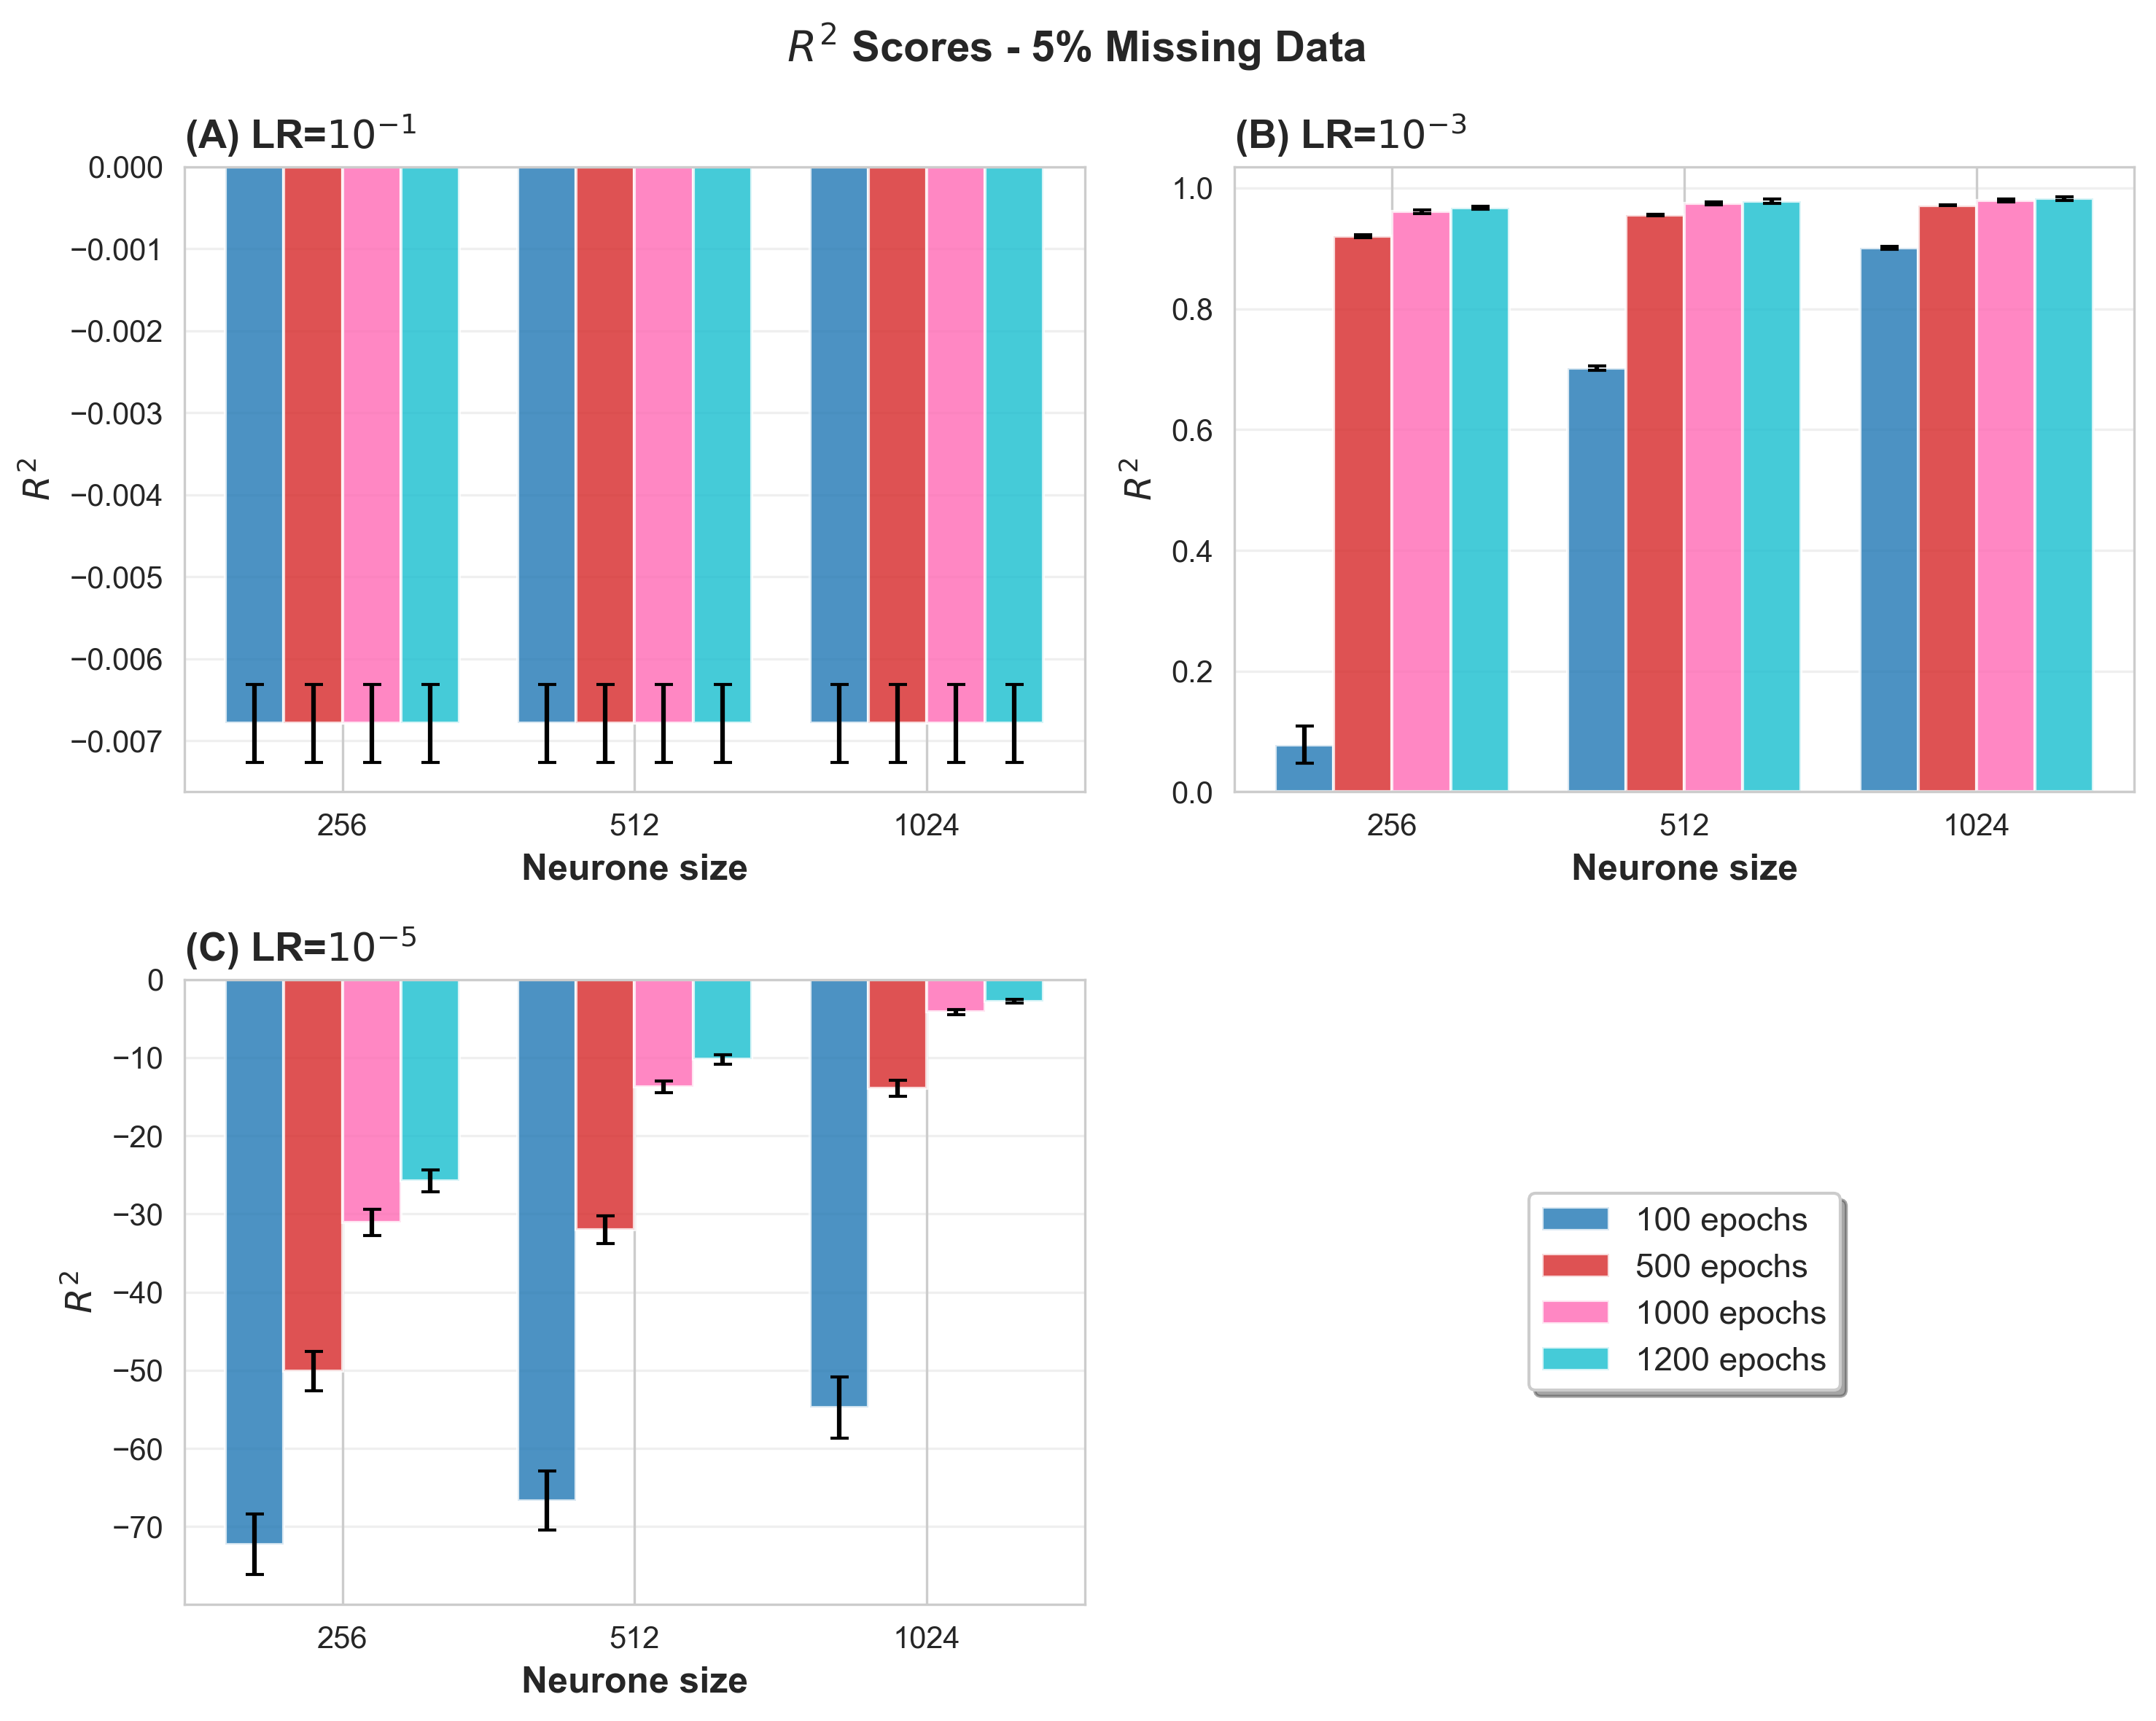 R² Scores - 5% Missing Data
(A) LR=10⁻¹
0.000
−0.001
−0.002
−0.003
−0.004
−0.005
−0.006
−0.007
R²
256 512 1024
Neurone size
(B) LR=10⁻³
1.0
0.8
0.6
0.4
0.2
0.0
R²
256 512 1024
Neurone size
(C) LR=10⁻⁵
0
−10
−20
−30
−40
−50
−60
−70
R²
256 512 1024
Neurone size
100 epochs
500 epochs
1000 epochs
1200 epochs